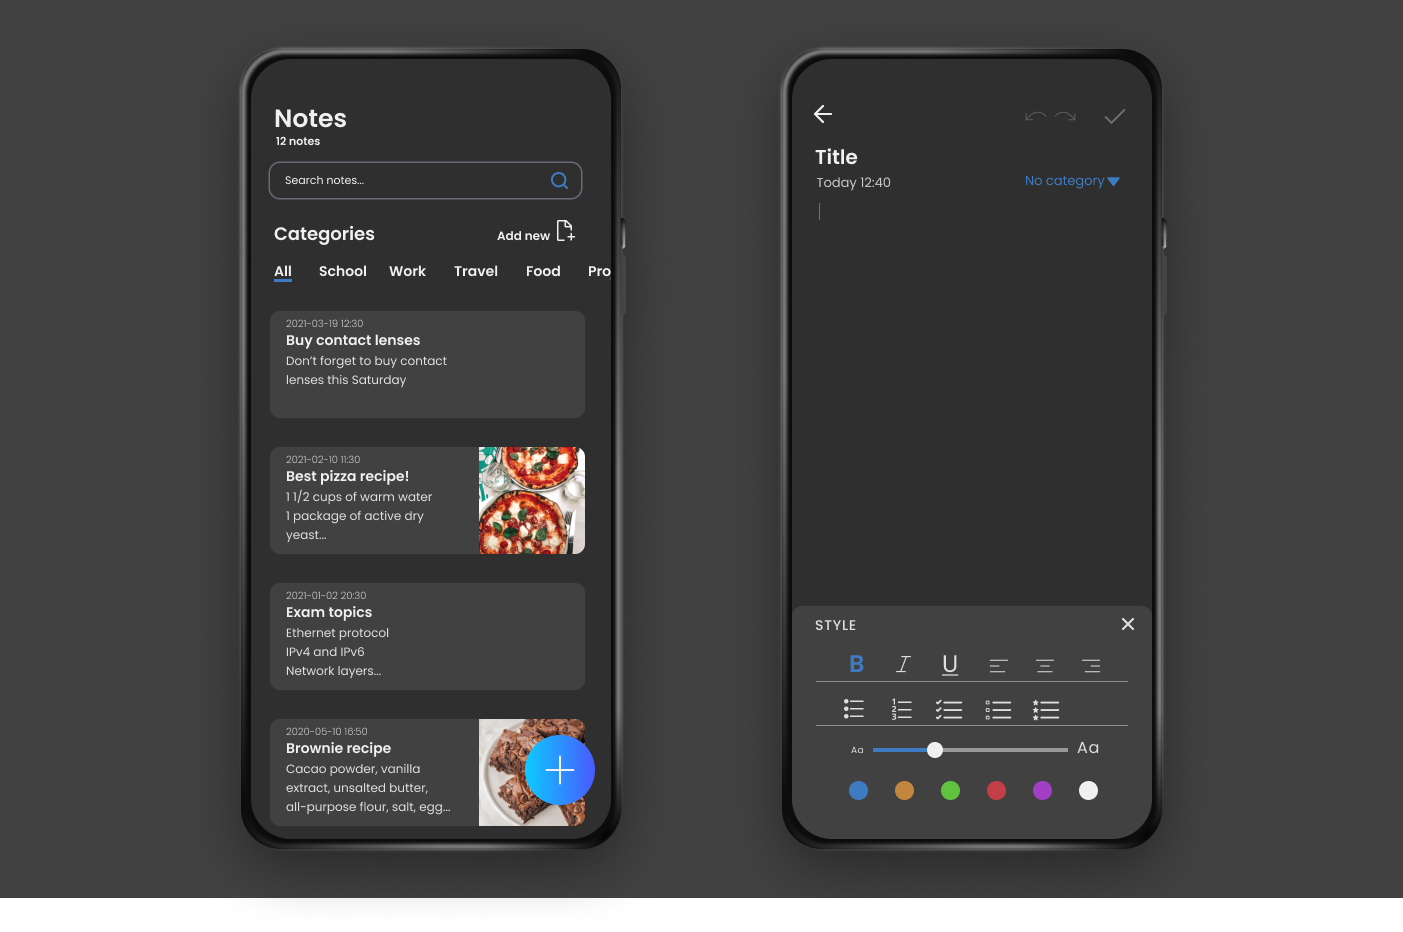 Notes
12 notes
Search notes...
Categories
Add new
All School Work Travel Food Pro
2021-03-19 12:30
Buy contact lenses
Don't forget to buy contact
lenses this Saturday
2021-02-10 11:30
Best pizza recipe!
1 1/2 cups of warm water
1 package of active dry
yeast...
2021-01-02 20:30
Exam topics
Ethernet protocol
IPv4 and IPv6
Network layers...
2020-05-10 16:50
Brownie recipe
Cacao powder, vanilla
extract, unsalted butter,
all-purpose flour, salt, egg...
Title
Today 12:40
No category
STYLE
B I U
1
2
3
Aa Aa